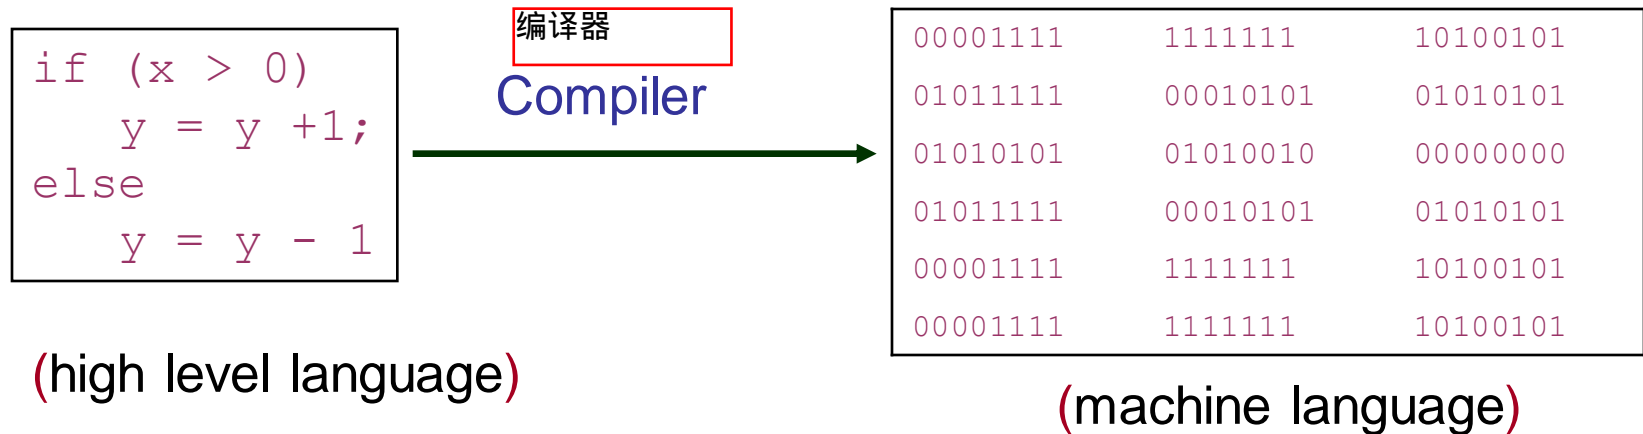 if (x > 0)
y = y +1;
else
y = y - 1
(high level language)
编译器
Compiler
00001111 1111111 10100101
01011111 00010101 01010101
01010101 01010010 00000000
01011111 00010101 01010101
00001111 1111111 10100101
00001111 1111111 10100101
(machine language)